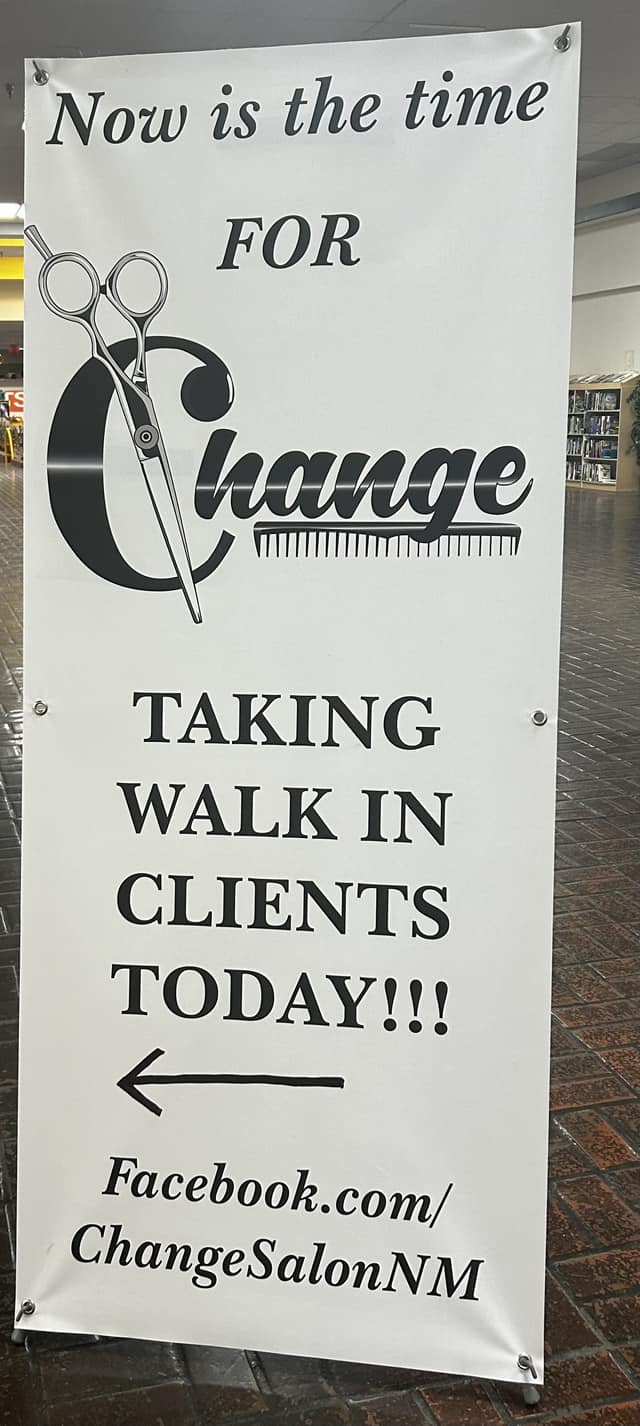 Now is the time
FOR
Change
TAKING
WALK IN
CLIENTS
TODAY!!!
Facebook.com/
ChangeSalonNM